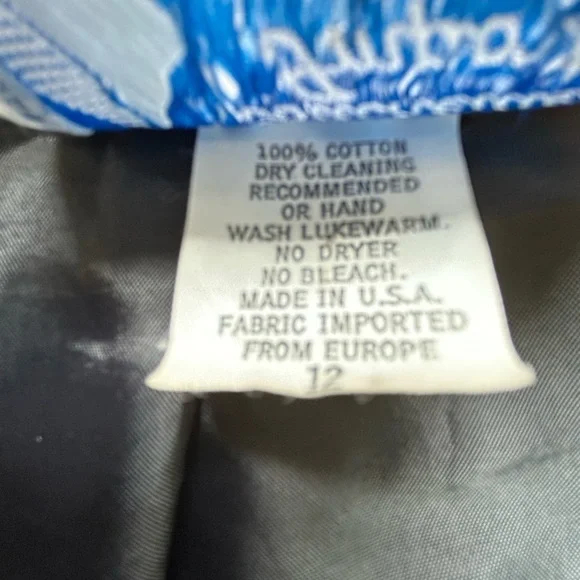 100% COTTON
DRY CLEANING
RECOMMENDED
OR HAND
WASH LUKEWARM.
NO DRYER
NO BLEACH.
MADE IN U.S.A.
FABRIC IMPORTED
FROM EUROPE
12